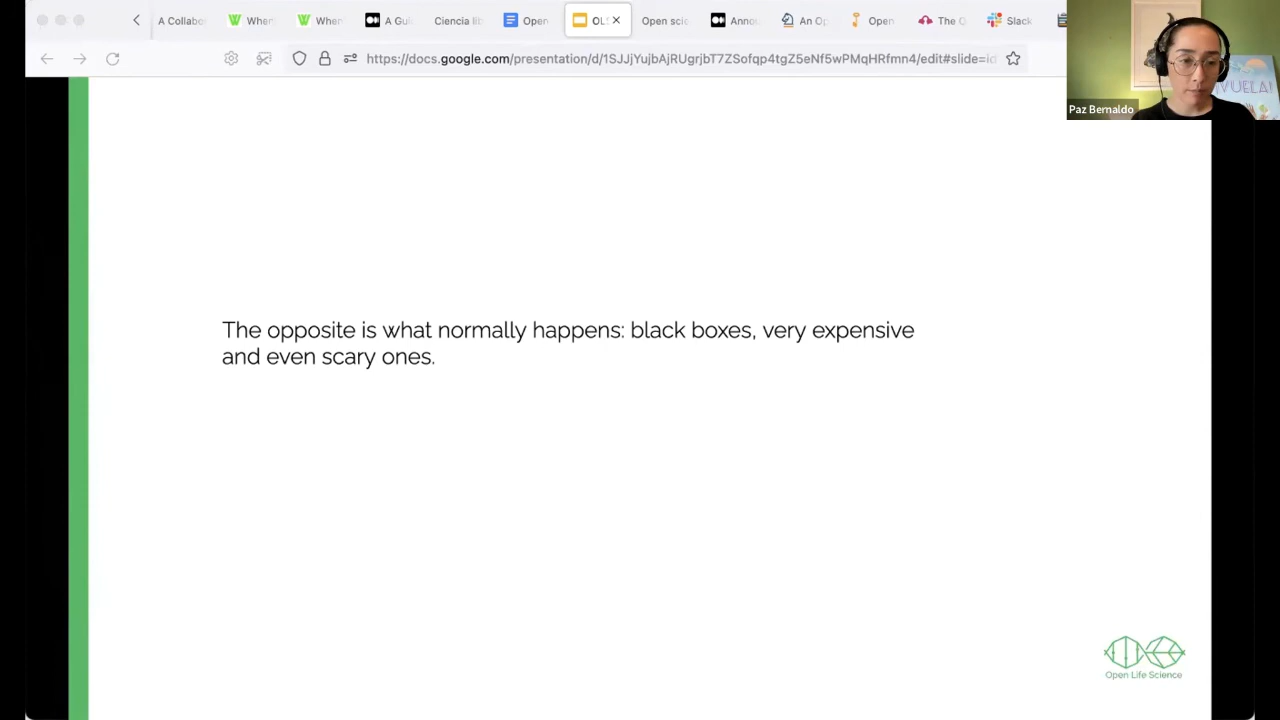 A Collabo
When
When
A Gui
Ciencia lib
Open
OLS
Open scie
Annou
An Op
Open
The O
Slack
https://docs.google.com/presentation/d/1SJJjYujbAjRUgrjbT7ZSofqp4tgZ5eNf5wPMqHRfmn4/edit#slide=id
VUELA!
Paz Bernaldo
The opposite is what normally happens: black boxes, very expensive
and even scary ones.
Open Life Science